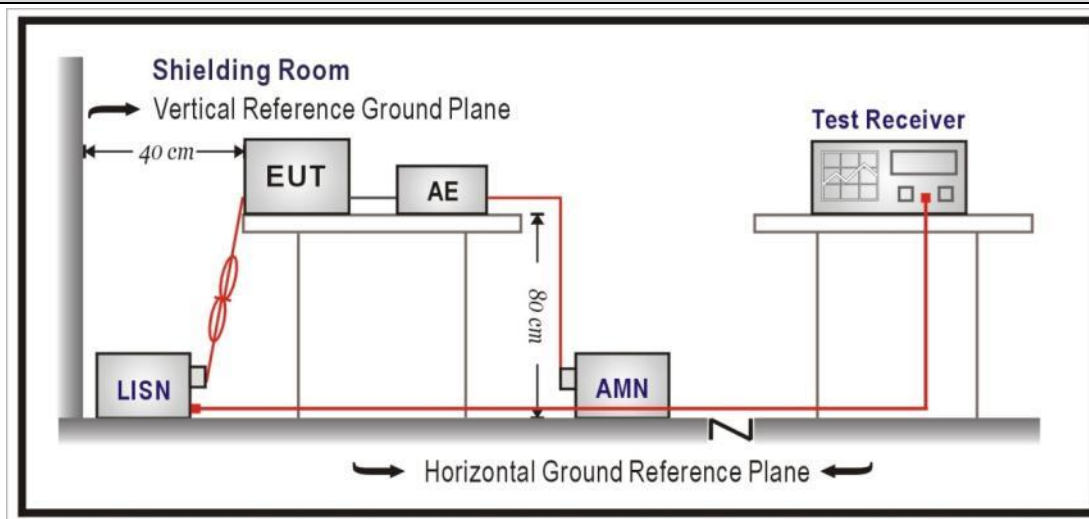 Shielding Room
Vertical Reference Ground Plane
Test Receiver
40 cm
EUT
AE
80 cm
LISN
AMN
Horizontal Ground Reference Plane